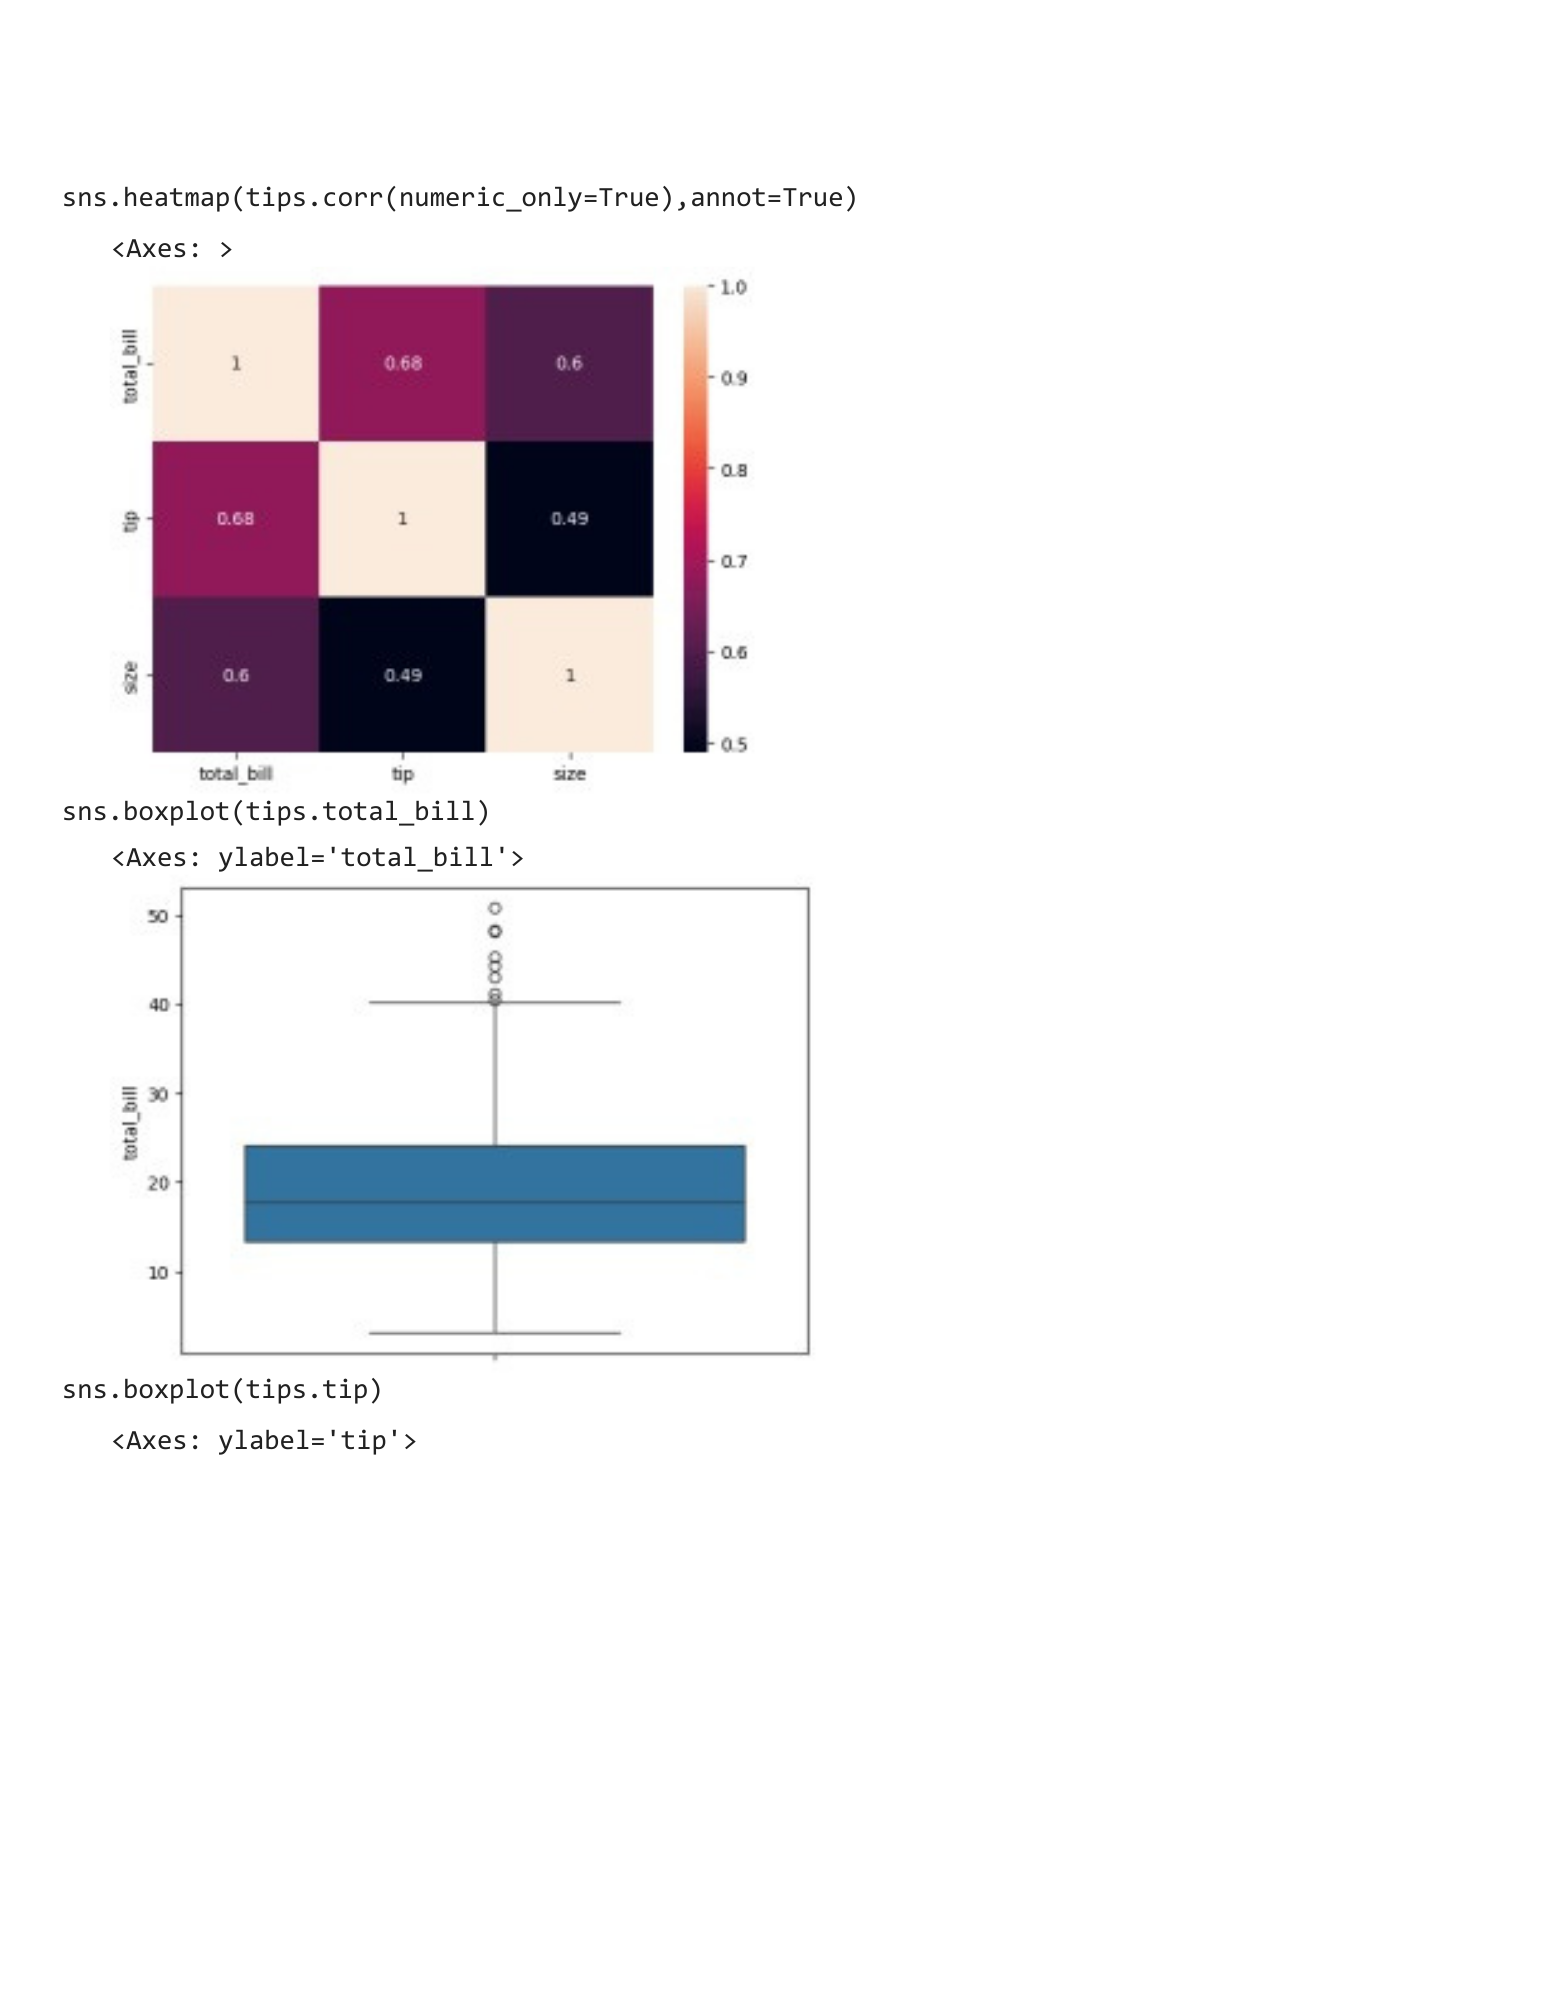 sns.heatmap(tips.corr(numeric_only=True),annot=True)
<Axes: >
total_bill 1 0.68 0.6
tip 0.68 1 0.49
size 0.6 0.49 1
total_bill tip size
1.0
0.9
0.8
0.7
0.6
0.5
sns.boxplot(tips.total_bill)
<Axes: ylabel='total_bill'>
total_bill
50
40
30
20
10
sns.boxplot(tips.tip)
<Axes: ylabel='tip'>